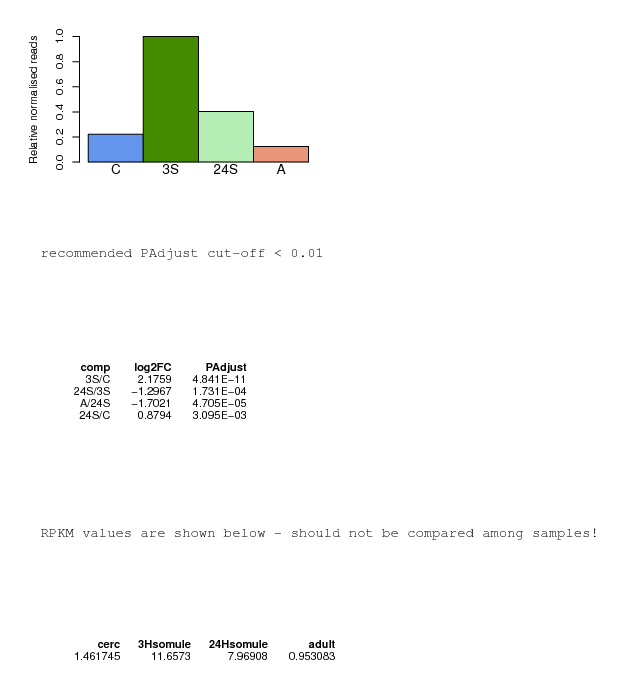 Relative normalised reads
1.0
0.8
0.6
0.4
0.2
0.0
C 3S 24S A
recommended PAdjust cut-off < 0.01
comp log2FC PAdjust
3S/C 2.1759 4.841E−11
24S/3S −1.2967 1.731E−04
A/24S −1.7021 4.705E−05
24S/C 0.8794 3.095E−03
RPKM values are shown below - should not be compared among samples!
cerc 3Hsomule 24Hsomule adult
1.461745 11.6573 7.96908 0.953083